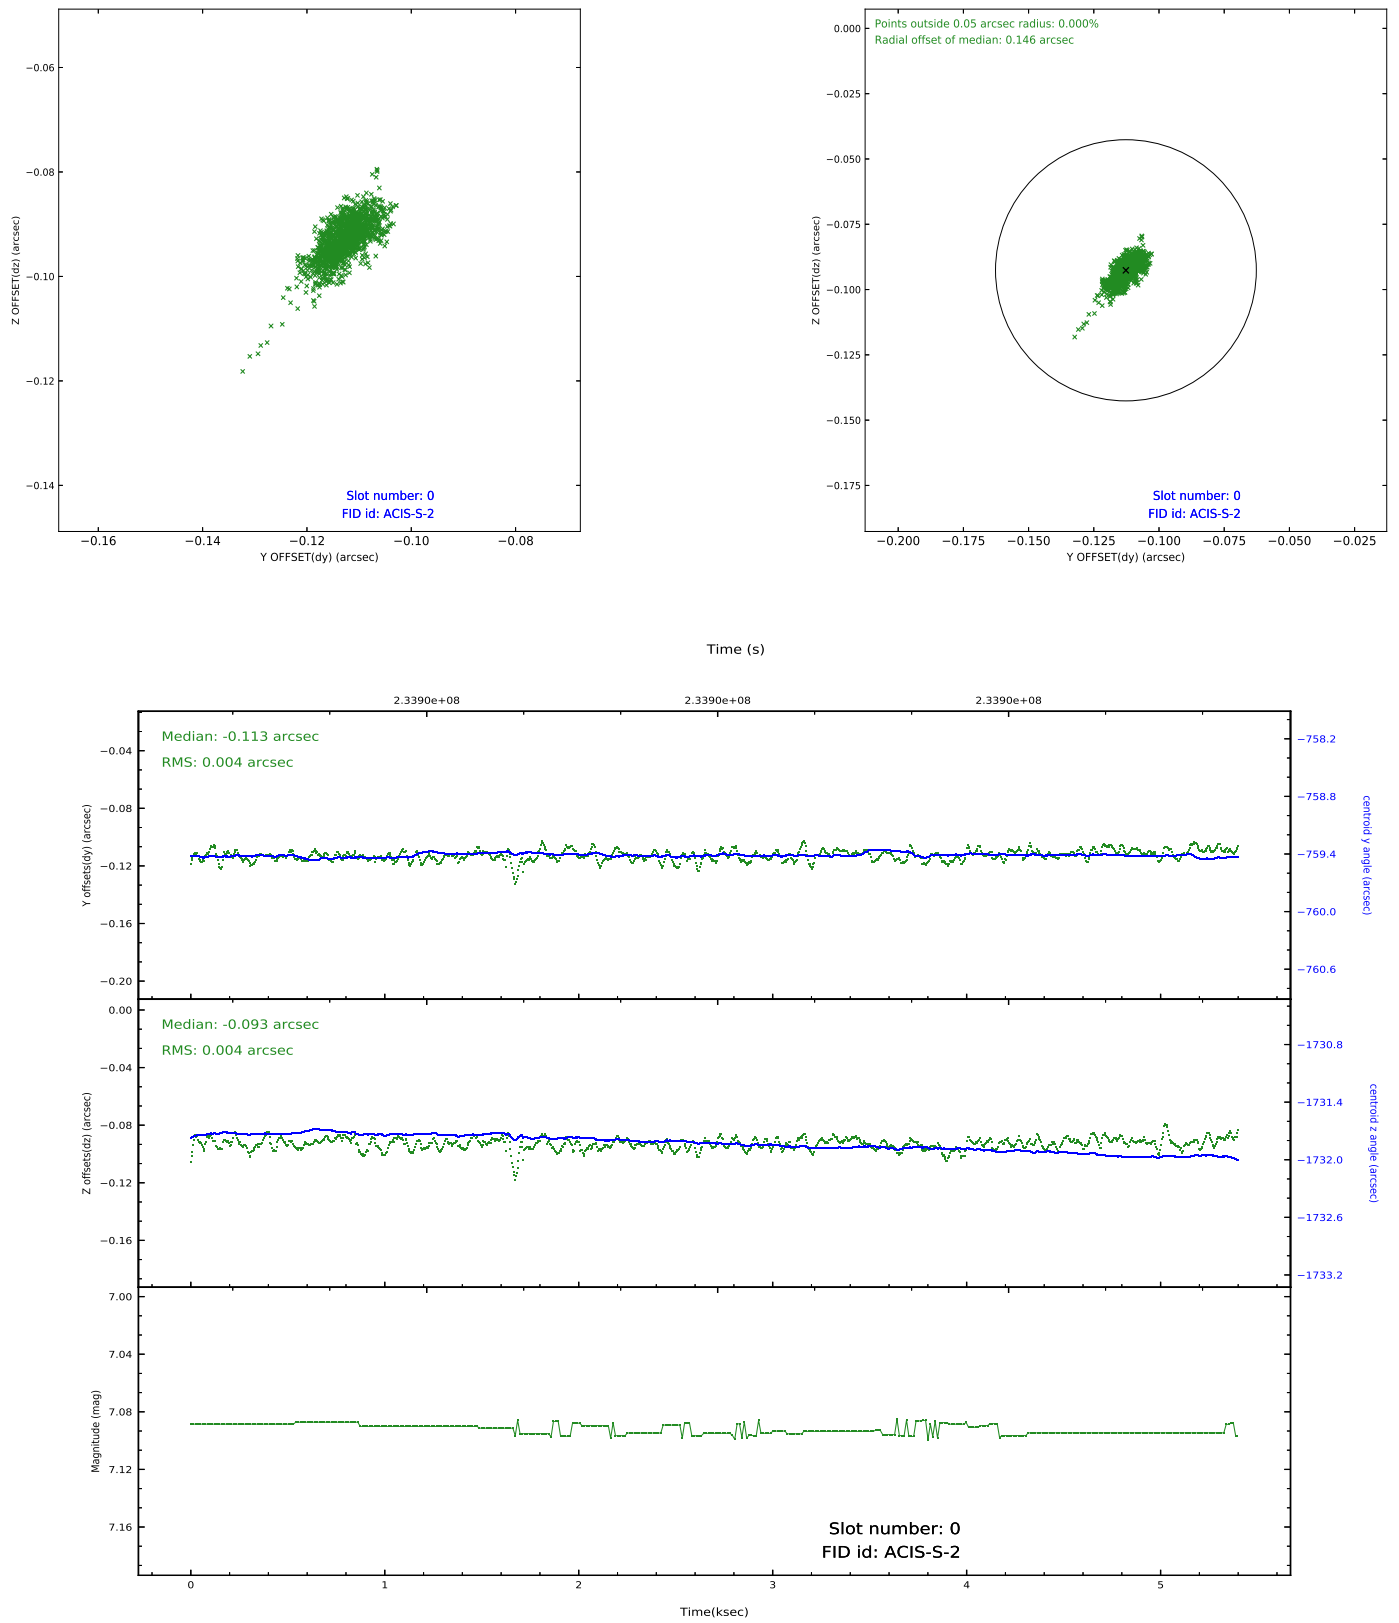 −0.06
−0.08
−0.10
−0.12
−0.14
Z OFFSET(dz) (arcsec)
Slot number: 0
FID id: ACIS-S-2
−0.16
−0.14
−0.12
−0.10
−0.08
Y OFFSET(dy) (arcsec)
Points outside 0.05 arcsec radius: 0.000%
Radial offset of median: 0.146 arcsec
0.000
−0.025
−0.050
−0.075
−0.100
−0.125
−0.150
−0.175
Z OFFSET(dz) (arcsec)
Slot number: 0
FID id: ACIS-S-2
−0.200
−0.175
−0.150
−0.125
−0.100
−0.075
−0.050
−0.025
Y OFFSET(dy) (arcsec)
Time (s)
2.3390e+08
2.3390e+08
2.3390e+08
Median: -0.113 arcsec
RMS: 0.004 arcsec
−0.04
−0.08
−0.12
−0.16
−0.20
Y offsets(dy) (arcsec)
−758.2
−758.8
−759.4
−760.0
−760.6
centroid y angle (arcsec)
Median: -0.093 arcsec
RMS: 0.004 arcsec
0.00
−0.04
−0.08
−0.12
−0.16
Z offsets(dz) (arcsec)
−1730.8
−1731.4
−1732.0
−1732.6
−1733.2
centroid z angle (arcsec)
7.00
7.04
7.08
7.12
7.16
Magnitude (mag)
Slot number: 0
FID id: ACIS-S-2
0
1
2
3
4
5
Time(ksec)